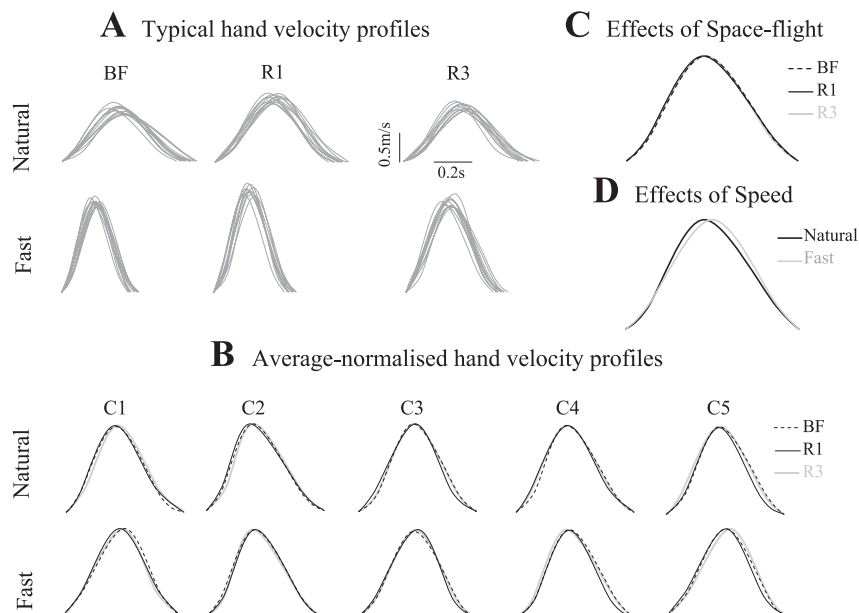 A Typical hand velocity profiles
BF R1 R3
Natural
0.5m/s
0.2s
Fast
C Effects of Space-flight
BF
R1
R3
D Effects of Speed
Natural
Fast
B Average-normalised hand velocity profiles
C1 C2 C3 C4 C5
Natural
BF
R1
R3
Fast